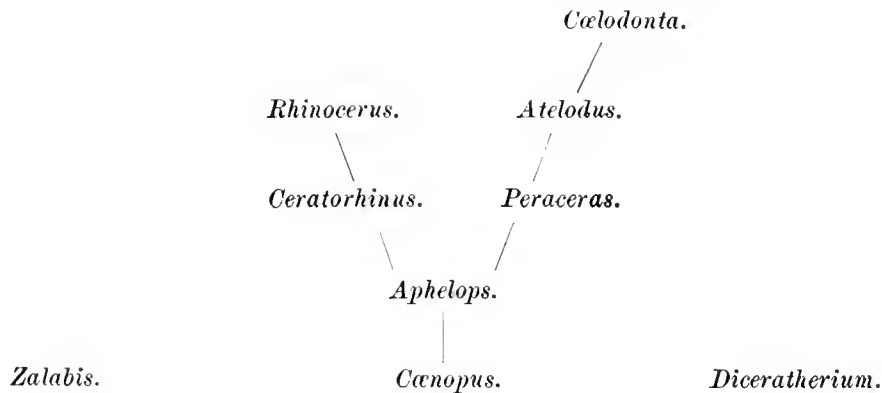 Cœlodonta.
Rhinocerus. Atelodus.
Ceratorhinus. Peraceras.
Aphelops.
Zalabis. Cænopus. Diceratherium.